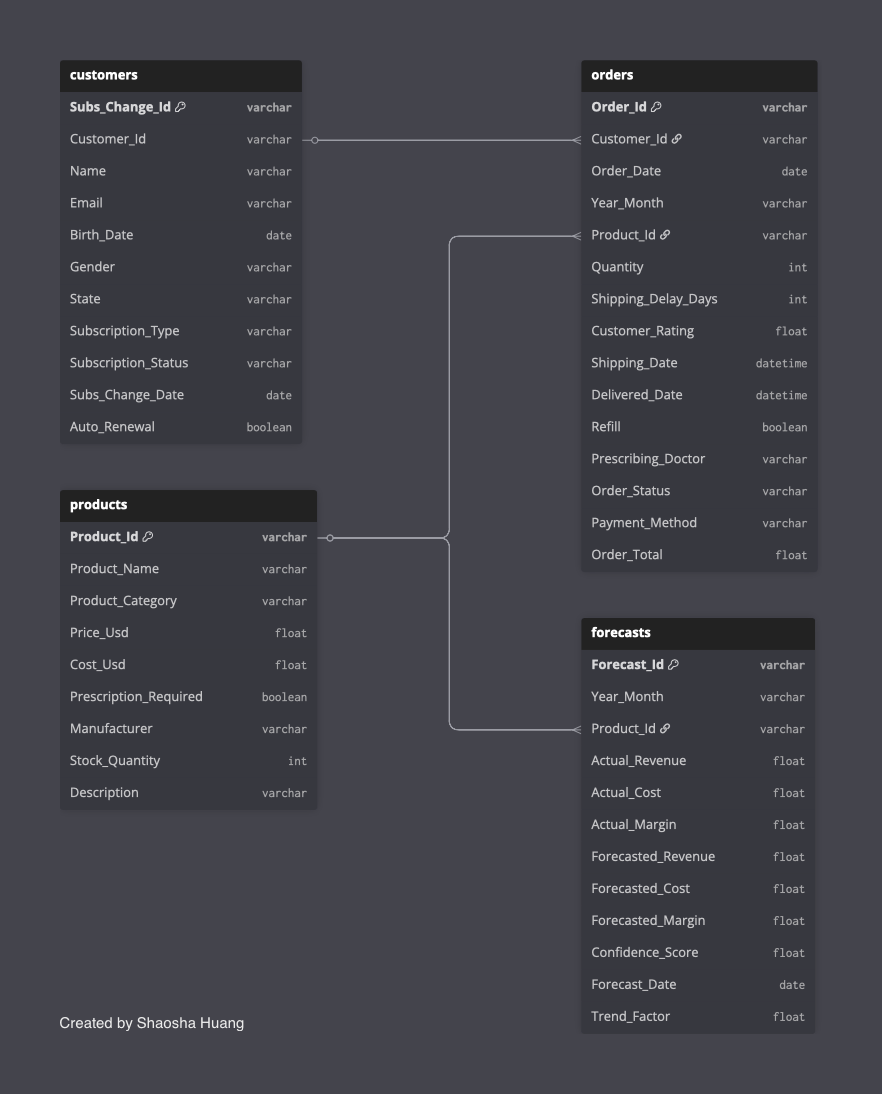 customers
Subs_Change_Id varchar
Customer_Id varchar
Name varchar
Email varchar
Birth_Date date
Gender varchar
State varchar
Subscription_Type varchar
Subscription_Status varchar
Subs_Change_Date date
Auto_Renewal boolean
products
Product_Id varchar
Product_Name varchar
Product_Category varchar
Price_Usd float
Cost_Usd float
Prescription_Required boolean
Manufacturer varchar
Stock_Quantity int
Description varchar
orders
Order_Id varchar
Customer_Id varchar
Order_Date date
Year_Month varchar
Product_Id varchar
Quantity int
Shipping_Delay_Days int
Customer_Rating float
Shipping_Date datetime
Delivered_Date datetime
Refill boolean
Prescribing_Doctor varchar
Order_Status varchar
Payment_Method varchar
Order_Total float
forecasts
Forecast_Id varchar
Year_Month varchar
Product_Id varchar
Actual_Revenue float
Actual_Cost float
Actual_Margin float
Forecasted_Revenue float
Forecasted_Cost float
Forecasted_Margin float
Confidence_Score float
Forecast_Date date
Trend_Factor float
Created by Shaosha Huang